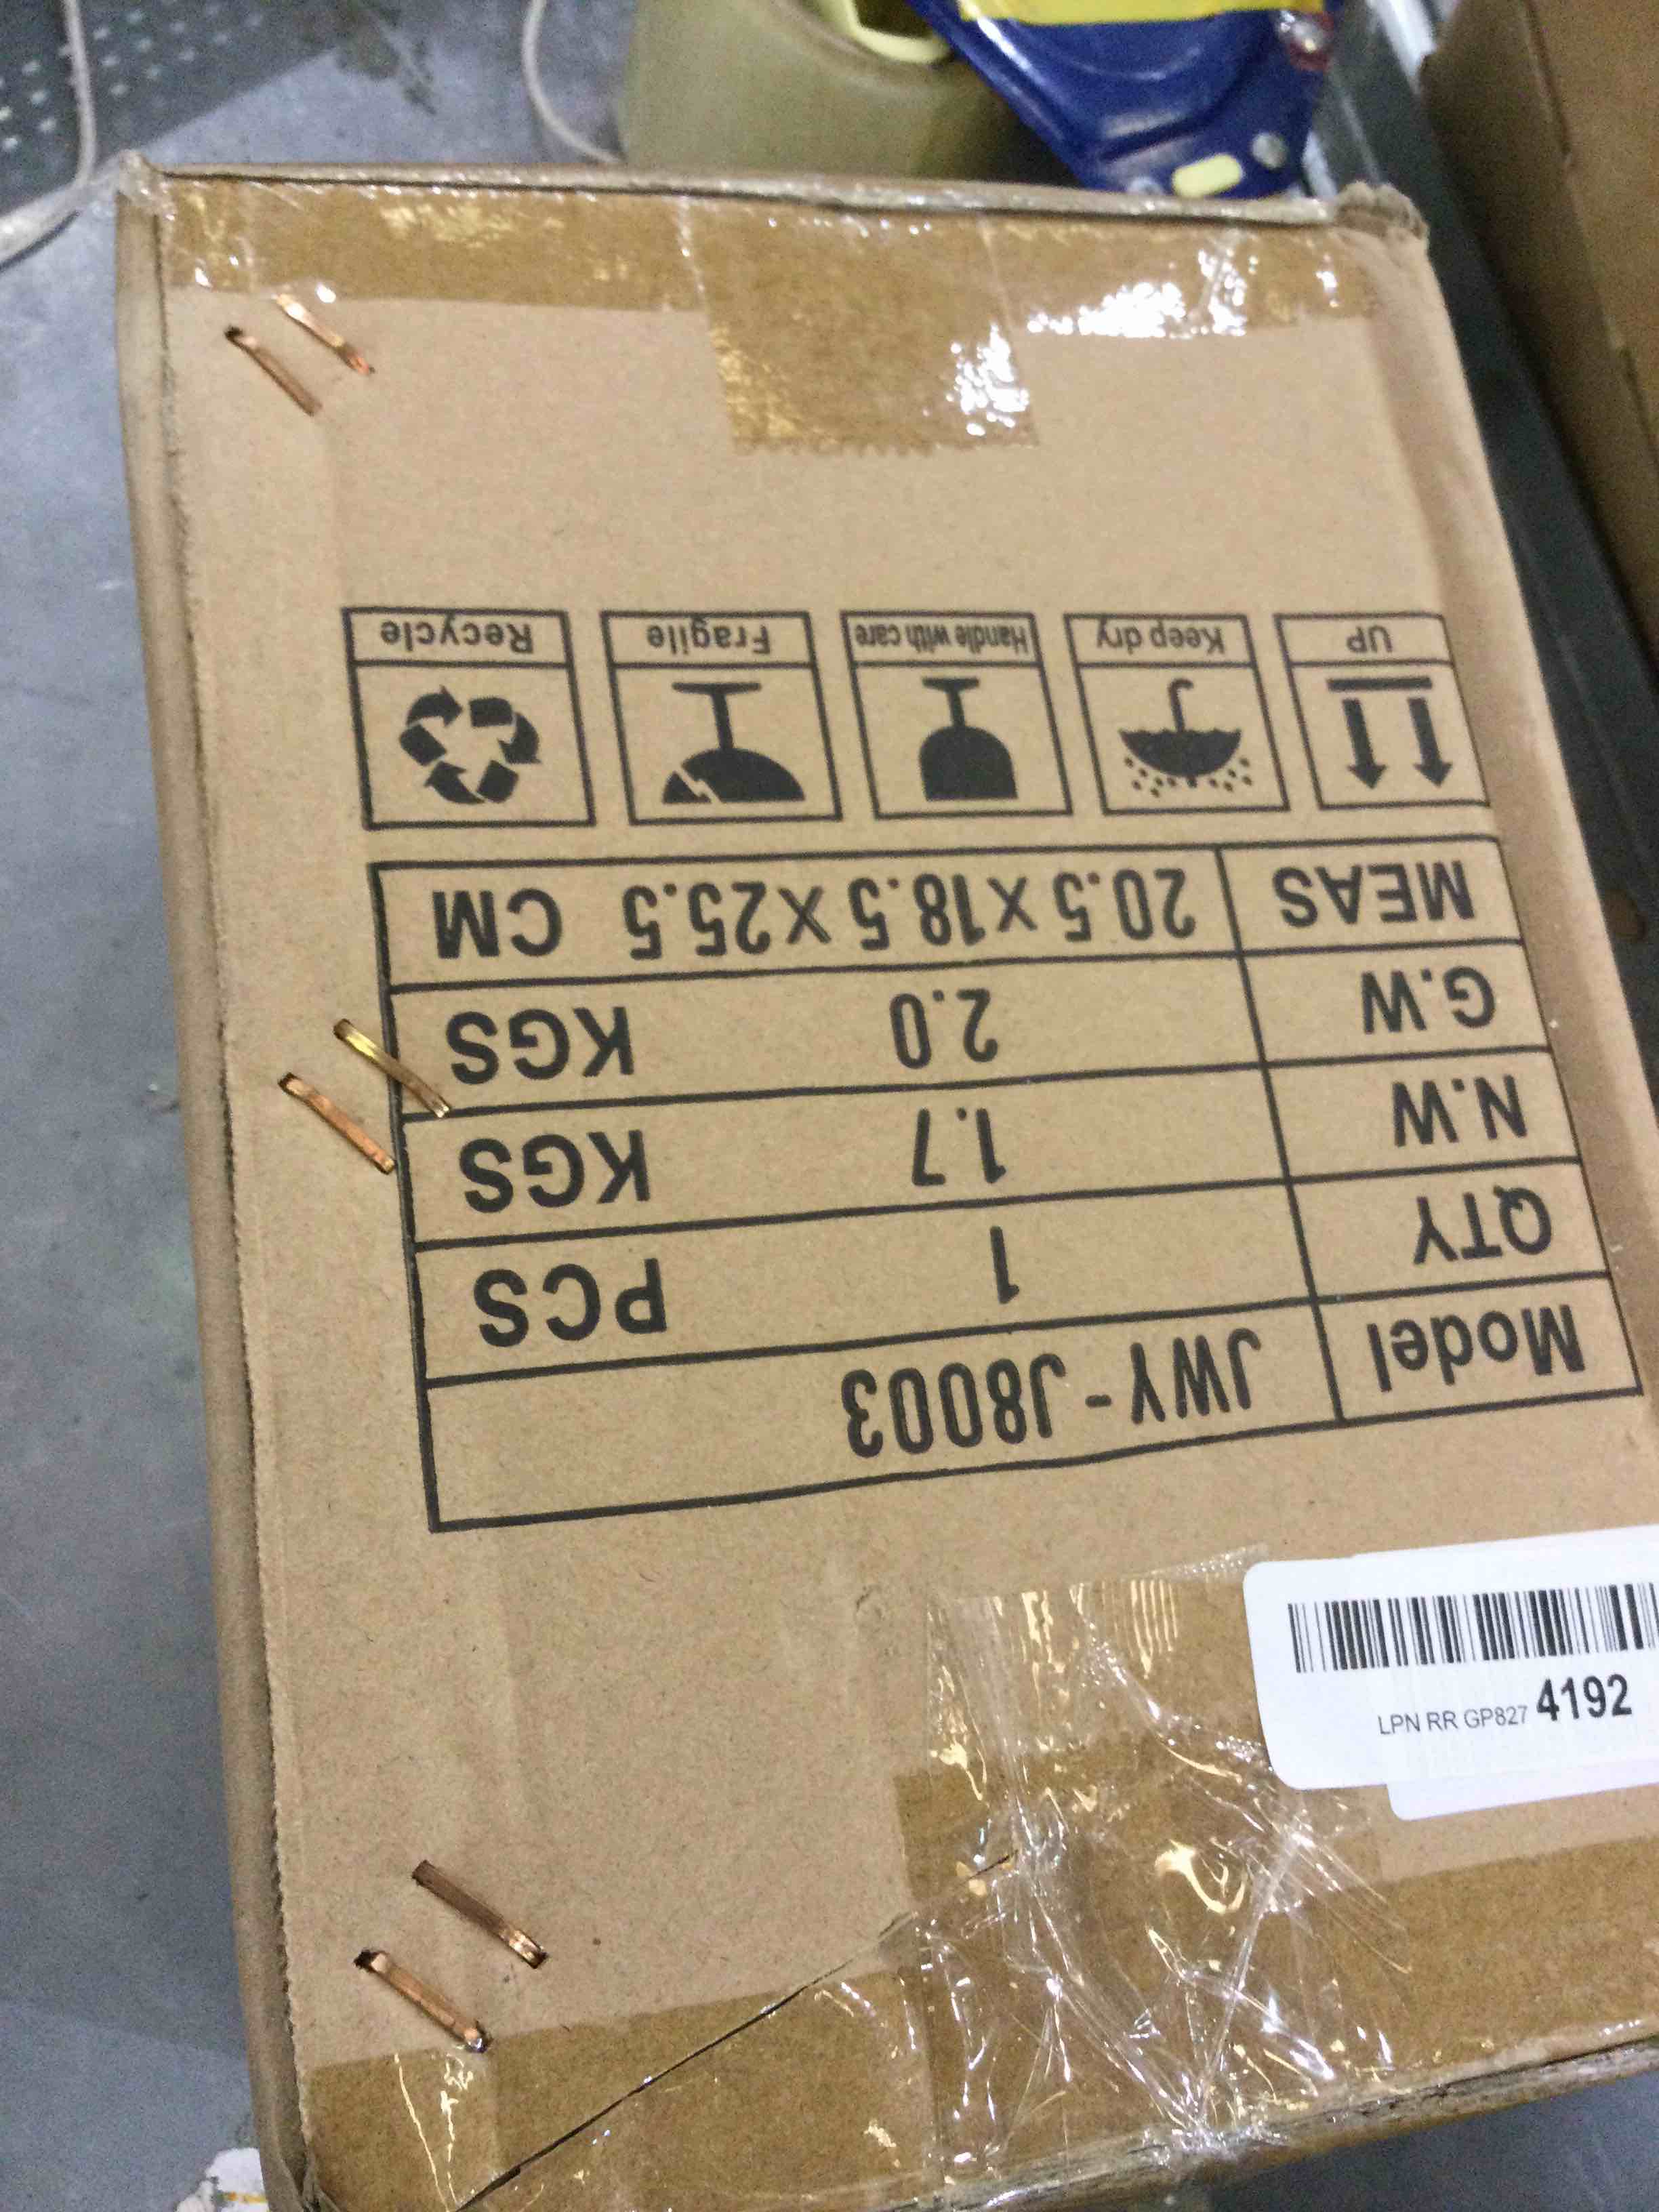 Model JWY-J8003
QTY 1 PCS
N.W 1.7 KGS
G.W 2.0 KGS
MEAS 20.5×18.5×25.5 CM
UP Keep dry Handle with care Fragile Recycle
LPN RR GP827 4192